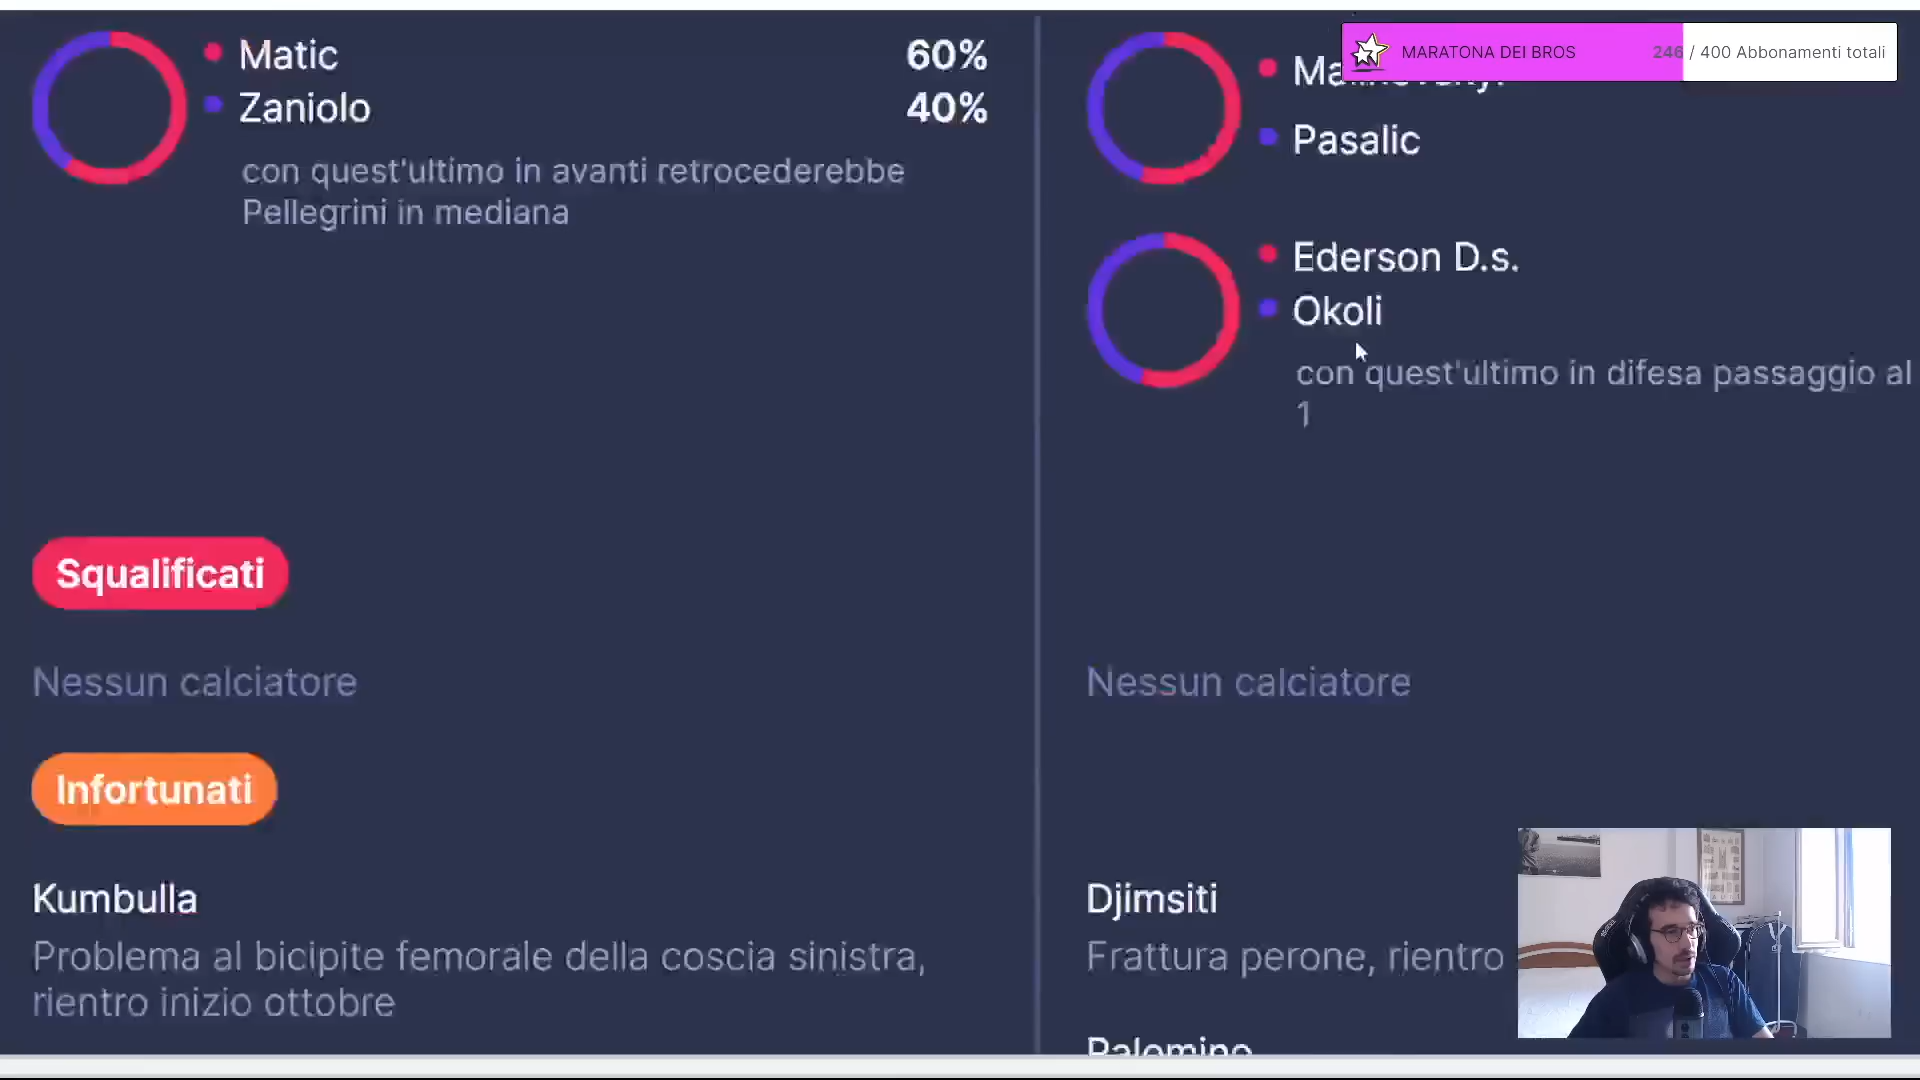 Matic 60%
Zaniolo 40%
con quest'ultimo in avanti retrocederebbe
Pellegrini in mediana
MARATONA DEI BROS 246 / 400 Abbonamenti totali
Pasalic
Ederson D.s.
Okoli
con quest'ultimo in difesa passaggio al
1
Squalificati
Nessun calciatore
Nessun calciatore
Infortunati
Kumbulla
Problema al bicipite femorale della coscia sinistra,
rientro inizio ottobre
Djimsiti
Frattura perone, rientro
Palomino